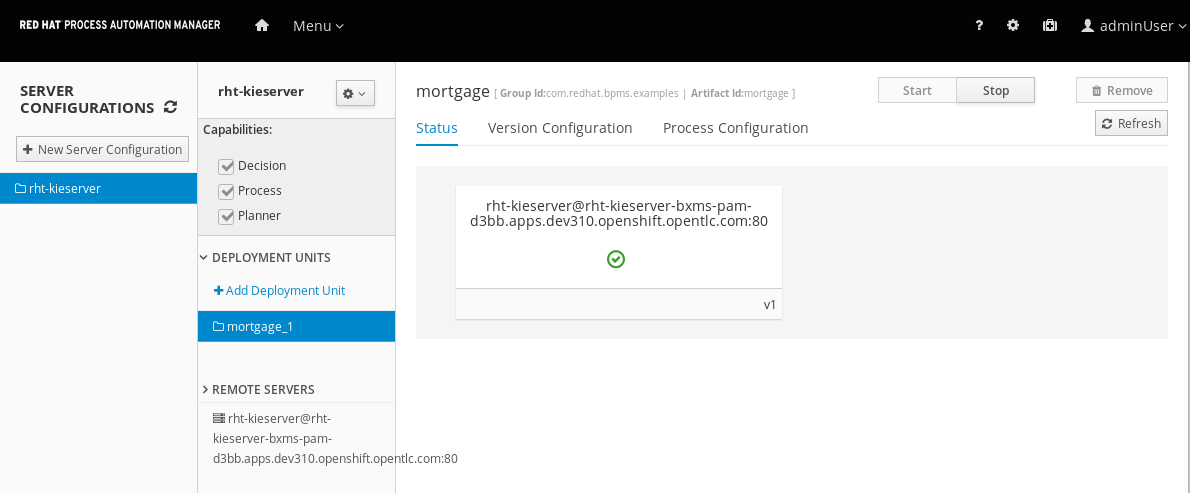 RED HAT PROCESS AUTOMATION MANAGER
Menu
?
adminUser
SERVER
CONFIGURATIONS
New Server Configuration
rht-kieserver
rht-kieserver
Capabilities:
Decision
Process
Planner
DEPLOYMENT UNITS
Add Deployment Unit
mortgage_1
REMOTE SERVERS
rht-kieserver@rht-
kieserver-bxms-pam-
d3bb.apps.dev310.openshift.opentlc.com:80
mortgage [ Group Id:com.redhat.bpms.examples | Artifact Id:mortgage ]
Start
Stop
Remove
Refresh
Status
Version Configuration
Process Configuration
rht-kieserver@rht-kieserver-bxms-pam-
d3bb.apps.dev310.openshift.opentlc.com:80
v1